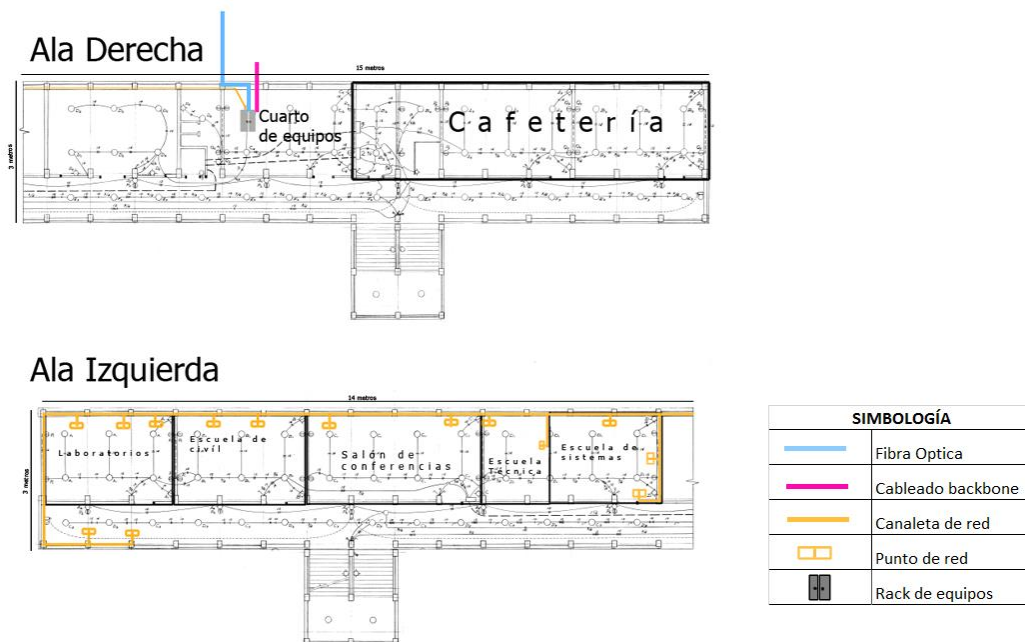 Ala Derecha
15 metros
3 metros
Cuarto
de equipos
Cafetería
Ala Izquierda
14 metros
3 metros
Laboratorios
Escuela de
civíl
Salón de
conferencias
Escuela
Técnica
Escuela de
sistemas
SIMBOLOGÍA
Fibra Optica
Cableado backbone
Canaleta de red
Punto de red
Rack de equipos